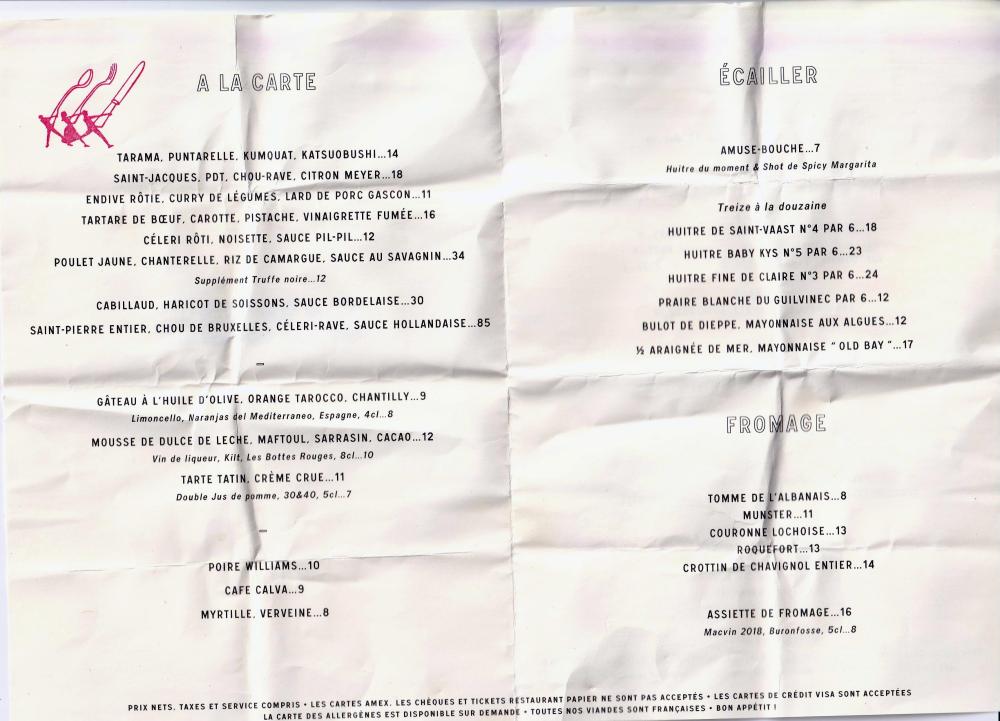 A LA CARTE
TARAMA, PUNTARELLE, KUMQUAT, KATSUOBUSHI...14
SAINT-JACQUES, PDT, CHOU-RAVE, CITRON MEYER...18
ENDIVE RÔTIE, CURRY DE LÉGUMES, LARD DE PORC GASCON...11
TARTARE DE BŒUF, CAROTTE, PISTACHE, VINAIGRETTE FUMÉE...16
CÉLERI RÔTI, NOISETTE, SAUCE PIL-PIL...12
POULET JAUNE, CHANTERELLE, RIZ DE CAMARGUE, SAUCE AU SAVAGNIN...34
Supplément Truffe noire...12
CABILLAUD, HARICOT DE SOISSONS, SAUCE BORDELAISE...30
SAINT-PIERRE ENTIER, CHOU DE BRUXELLES, CÉLERI-RAVE, SAUCE HOLLANDAISE...85
–
GÂTEAU À L'HUILE D'OLIVE, ORANGE TAROCCO, CHANTILLY...9
Limoncello, Naranjas del Mediterraneo, Espagne, 4cl...8
MOUSSE DE DULCE DE LECHE, MAFTOUL, SARRASIN, CACAO...12
Vin de liqueur, Kilt, Les Bottes Rouges, 8cl...10
TARTE TATIN, CRÈME CRUE...11
Double Jus de pomme, 30&40, 5cl...7
–
POIRE WILLIAMS...10
CAFE CALVA...9
MYRTILLE, VERVEINE...8
ÉCAILLER
AMUSE-BOUCHE...7
Huitre du moment & Shot de Spicy Margarita
Treize à la douzaine
HUITRE DE SAINT-VAAST N°4 PAR 6...18
HUITRE BABY KYS N°5 PAR 6...23
HUITRE FINE DE CLAIRE N°3 PAR 6...24
PRAIRE BLANCHE DU GUILVINEC PAR 6...12
BULOT DE DIEPPE, MAYONNAISE AUX ALGUES...12
½ ARAIGNÉE DE MER, MAYONNAISE " OLD BAY "...17
FROMAGE
TOMME DE L'ALBANAIS...8
MUNSTER...11
COURONNE LOCHOISE...13
ROQUEFORT...13
CROTTIN DE CHAVIGNOL ENTIER...14
ASSIETTE DE FROMAGE...16
Macvin 2018, Buronfosse, 5cl...8
PRIX NETS, TAXES ET SERVICE COMPRIS • LES CARTES AMEX, LES CHÈQUES ET TICKETS RESTAURANT PAPIER NE SONT PAS ACCEPTÉS • LES CARTES DE CRÉDIT VISA SONT ACCEPTÉES
LA CARTE DES ALLERGÈNES EST DISPONIBLE SUR DEMANDE • TOUTES NOS VIANDES SONT FRANÇAISES • BON APPÉTIT !